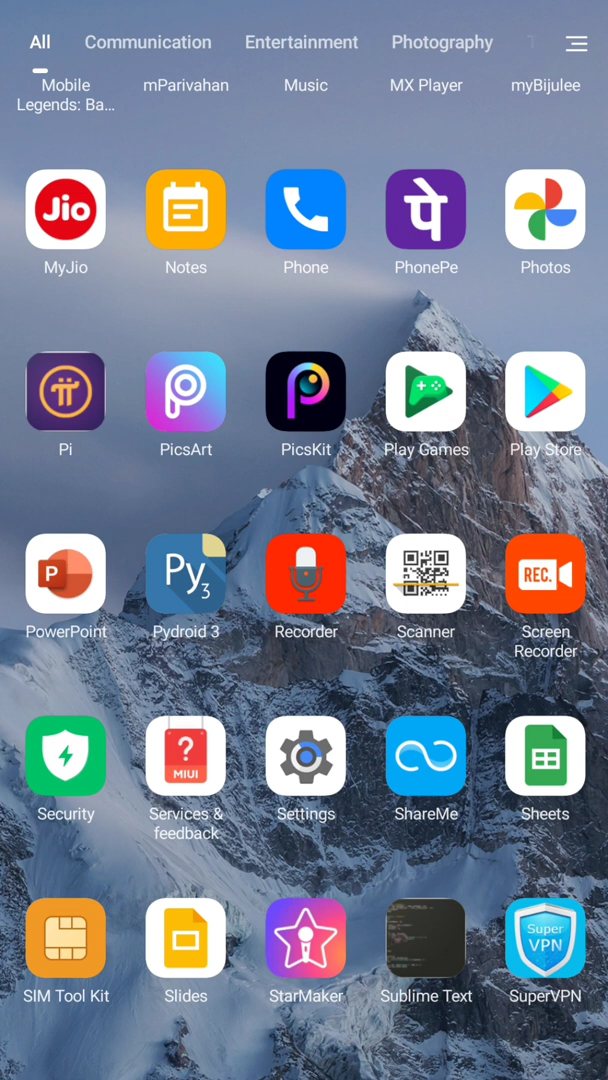 All Communication Entertainment Photography T
Mobile Legends: Ba... mParivahan Music MX Player myBijulee
Jio पे
MyJio Notes Phone PhonePe Photos
Pi PicsArt PicsKit Play Games Play Store
P Py3 REC.
PowerPoint Pydroid 3 Recorder Scanner Screen Recorder
? MIUI
Security Services & feedback Settings ShareMe Sheets
Super VPN
SIM Tool Kit Slides StarMaker Sublime Text SuperVPN